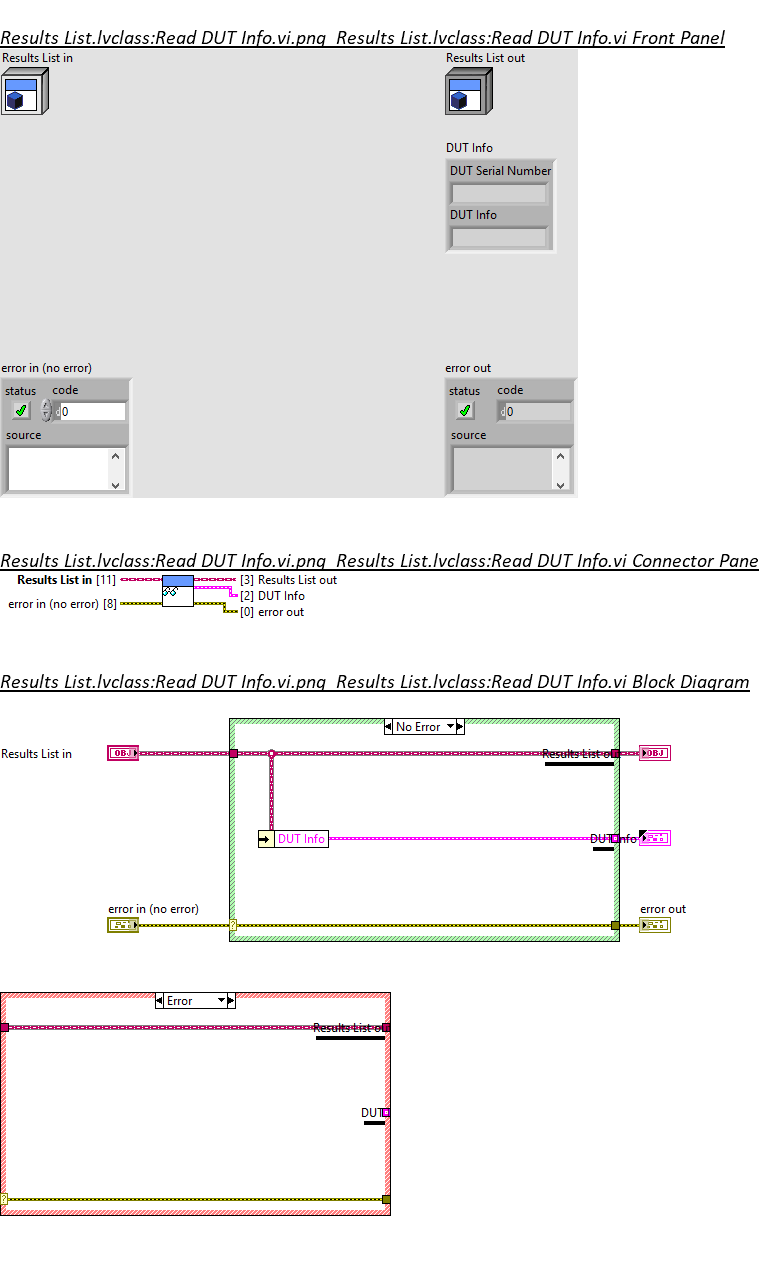 Results List.lvclass:Read DUT Info.vi.png Results List.lvclass:Read DUT Info.vi Front Panel
Results List in
Results List out
DUT Info
DUT Serial Number
DUT Info
error in (no error)
error out
status code
status code
d 0
d 0
source
source
Results List.lvclass:Read DUT Info.vi.png Results List.lvclass:Read DUT Info.vi Connector Pane
Results List in [11]
[3] Results List out
[2] DUT Info
error in (no error) [8]
[0] error out
Results List.lvclass:Read DUT Info.vi.png Results List.lvclass:Read DUT Info.vi Block Diagram
No Error
Results List in
OBJ
Results List o
OBJ
DUT Info
DUT Info
error in (no error)
error out
?
Error
Results List ou
DUT
?